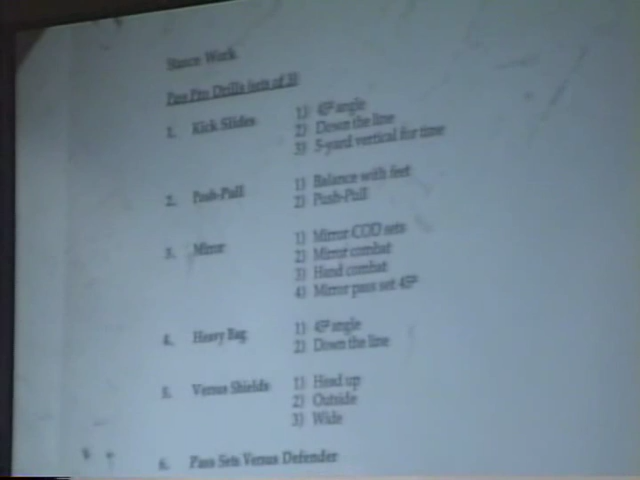 Stance Work
Pass Pro Drills (sets of 3)
1. Kick Slides 1) 45º angle
2) Down the line
3) 5-yard vertical for time
2. Push-Pull 1) Balance with feet
2) Push-Pull
3. Mirror 1) Mirror COD sets
2) Mirror combat
3) Hand combat
4) Mirror pass set 45º
4. Heavy Bag 1) 45º angle
2) Down the line
5. Versus Shields 1) Head up
2) Outside
3) Wide
6. Pass Sets Versus Defender